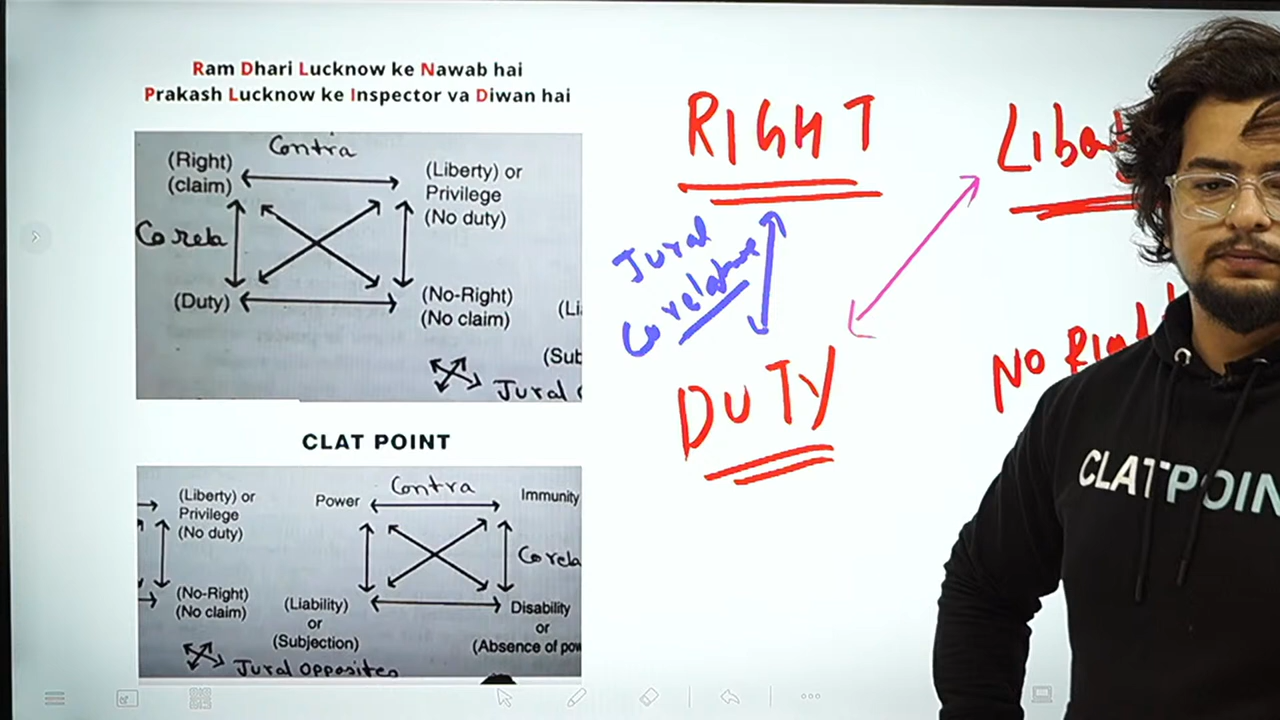 Ram Dhari Lucknow ke Nawab hai
Prakash Lucknow ke Inspector va Diwan hai
Contra
(Right)
(claim)
(Liberty) or
Privilege
(No duty)
Corela
(Duty)
(No-Right)
(No claim)
(Li
(Sub
Jural
CLAT POINT
(Liberty) or
Privilege
(No duty)
(No-Right)
(No claim)
Jural Opposites
Contra
Power
Immunity
Corela
(Liability)
or
(Subjection)
Disability
or
(Absence of pow
RIGHT
Jural
Corelative
DUTY
Libe
NO Righ
CLATPOIN